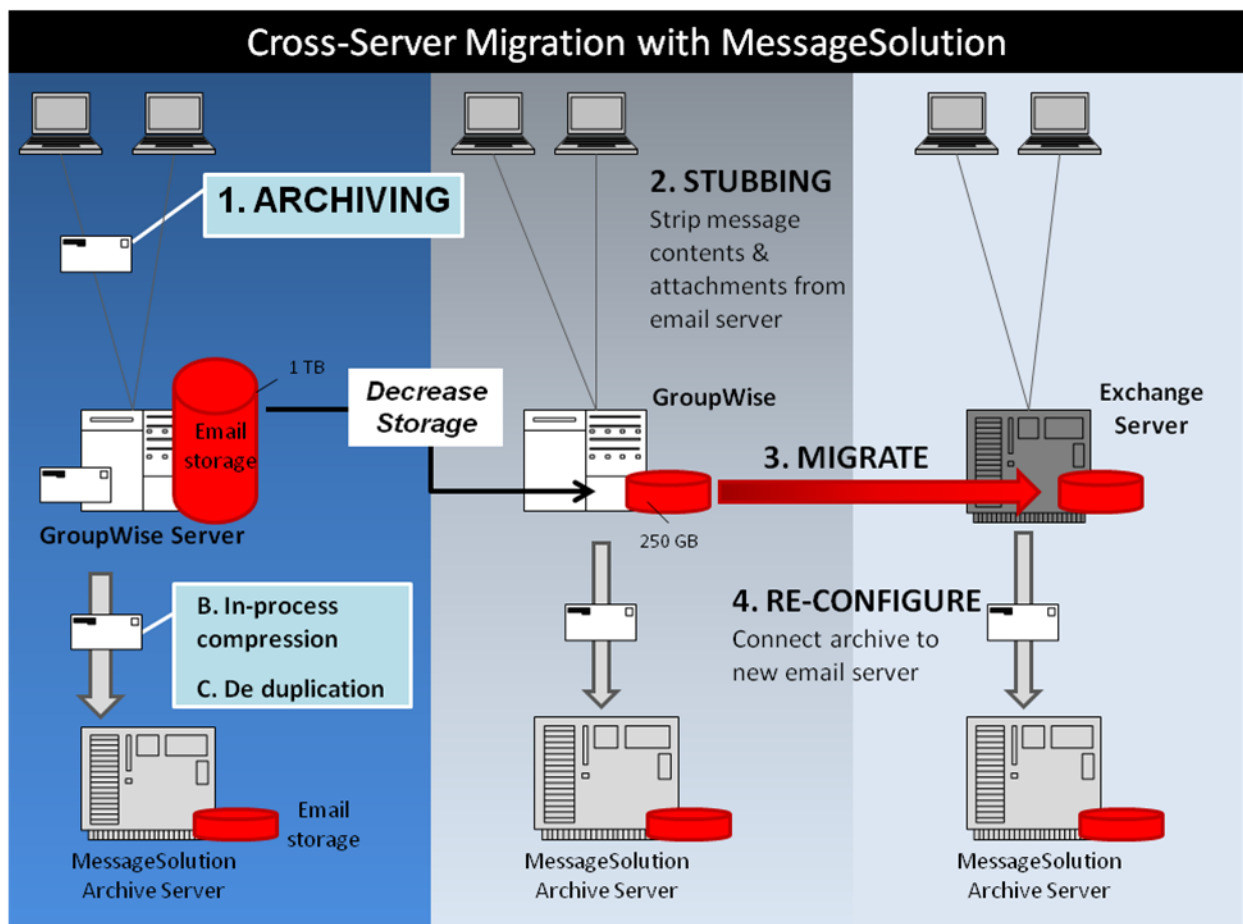 Cross-Server Migration with MessageSolution
1. ARCHIVING
1 TB
Email
storage
GroupWise Server
B. In-process
compression
C. De duplication
Email
storage
MessageSolution
Archive Server
Decrease
Storage
2. STUBBING
Strip message
contents &
attachments from
email server
GroupWise
250 GB
MessageSolution
Archive Server
3. MIGRATE
Exchange
Server
4. RE-CONFIGURE
Connect archive to
new email server
MessageSolution
Archive Server